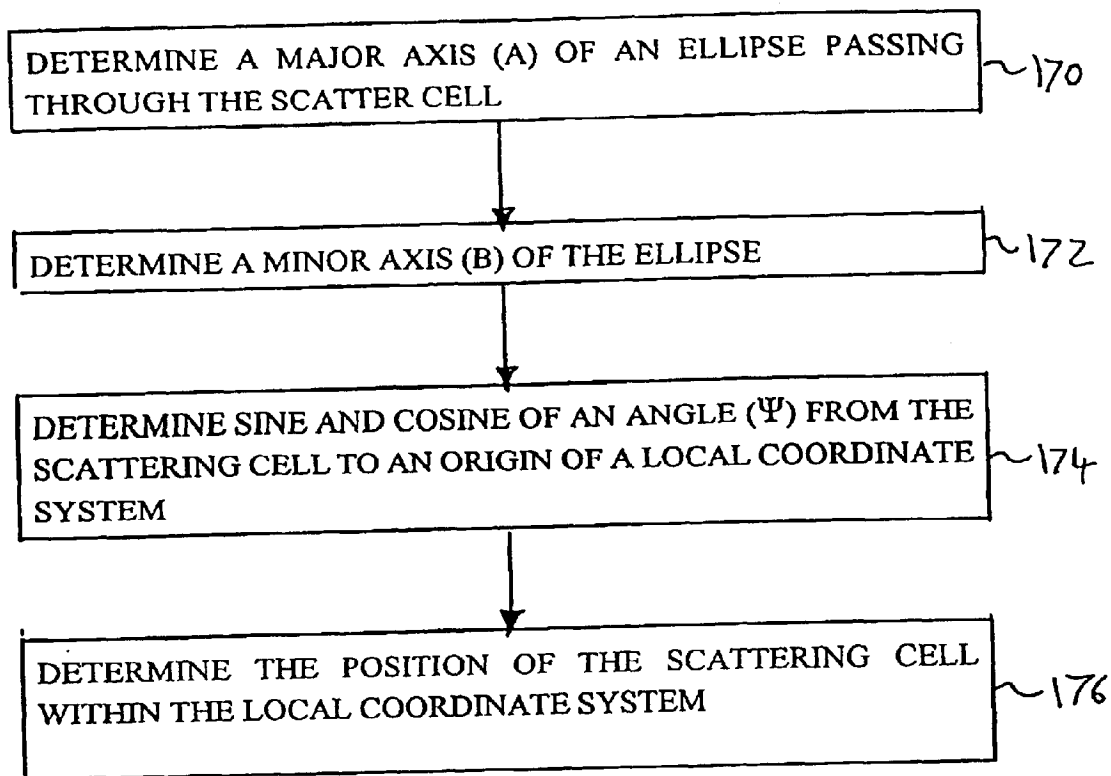 DETERMINE A MAJOR AXIS (A) OF AN ELLIPSE PASSING
THROUGH THE SCATTER CELL
170
DETERMINE A MINOR AXIS (B) OF THE ELLIPSE
172
DETERMINE SINE AND COSINE OF AN ANGLE (Ψ) FROM THE
SCATTERING CELL TO AN ORIGIN OF A LOCAL COORDINATE
SYSTEM
174
DETERMINE THE POSITION OF THE SCATTERING CELL
WITHIN THE LOCAL COORDINATE SYSTEM
176